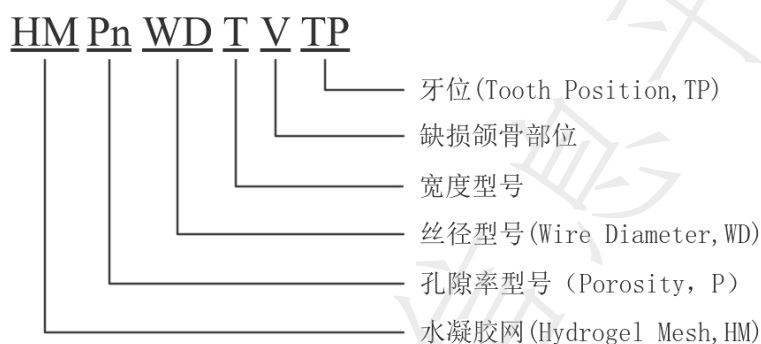 HM Pn WD T V TP
牙位(Tooth Position,TP)
缺损颌骨部位
宽度型号
丝径型号(Wire Diameter,WD)
孔隙率型号（Porosity，P）
水凝胶网(Hydrogel Mesh,HM)